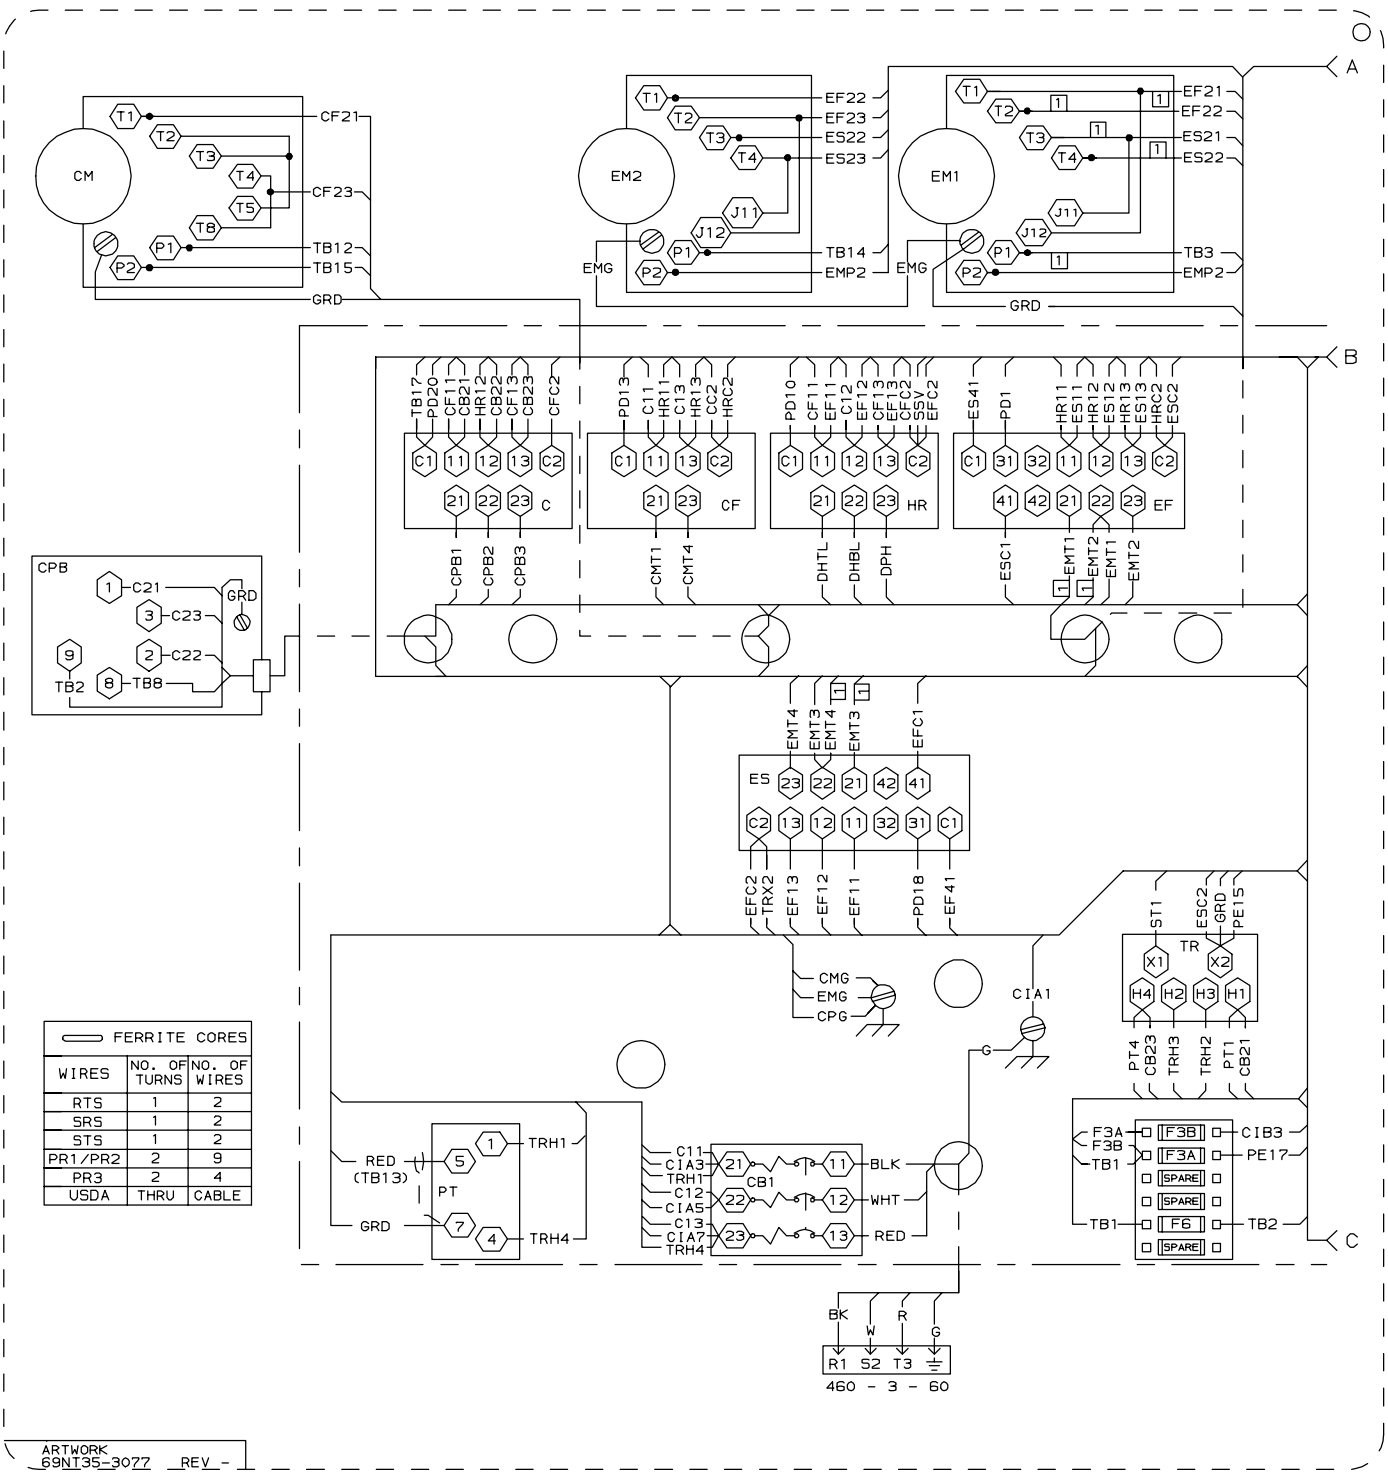 A
CM
T1
T2
T3
T4
T5
T8
P1
P2
CF21
CF23
TB12
TB15
GRD
EM2
T1
T2
T3
T4
J11
J12
P1
P2
EF22
EF23
ES22
ES23
TB14
EMP2
EMG
EM1
T1
T2
T3
T4
J11
J12
P1
P2
1
1
1
1
1
EF21
EF22
ES21
ES22
TB3
EMP2
EMG
GRD
B
TB17
PD20
CF11
CB21
HR12
CB22
CF13
CB23
CFC2
PD13
C11
HR11
C13
HR13
CC2
HRC2
PD10
CF11
EF11
C12
EF12
CF13
EF13
CFC2
SSV
EFC2
ES41
PD1
HR11
ES11
HR12
ES12
HR13
ES13
HRC2
ESC2
C1 11 12 13 C2
21 22 23 C
C1 11 13 C2
21 23 CF
C1 11 12 13 C2
21 22 23 HR
C1 31 32 11 12 13 C2
41 42 21 22 23 EF
CPB1
CPB2
CPB3
CMT1
CMT4
DHTL
DHBL
DPH
ESC1
EMT1
EMT2
EMT1
EMT2
1
1
CPB
1
C21
GRD
3
C23
2
C22
9
TB2
8
TB8
EMT4
EMT3
EMT4
EMT3
EFC1
1
1
ES 23 22 21 42 41
C2 13 12 11 32 31 C1
EFC2
TRX2
EF13
EF12
EF11
PD18
EF41
ST1
ESC2
GRD
PE15
TR
X1
X2
H4 H2 H3 H1
PT4
CB23
TRH3
TRH2
PT1
CB21
CMG
EMG
CPG
CIA1
G
FERRITE CORES
WIRES NO. OF TURNS NO. OF WIRES
RTS 1 2
SRS 1 2
STS 1 2
PR1/PR2 2 9
PR3 2 4
USDA THRU CABLE
RED
(TB13)
5
1
TRH1
PT
GRD
7
4
TRH4
C11
CIA3
TRH1
C12
CIA5
C13
CIA7
TRH4
21 11 BLK
CB1
22 12 WHT
23 13 RED
F3A F3B CIB3
F3B
TB1 F3A PE17
SPARE
SPARE
TB1 F6 TB2
SPARE
C
BK
W
R
G
R1 S2 T3
460 - 3 - 60
ARTWORK
69NT35-3077 REV -